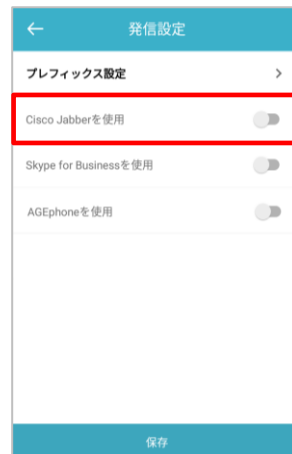 発信設定
プレフィックス設定
Cisco Jabberを使用
Skype for Businessを使用
AGEphoneを使用
保存